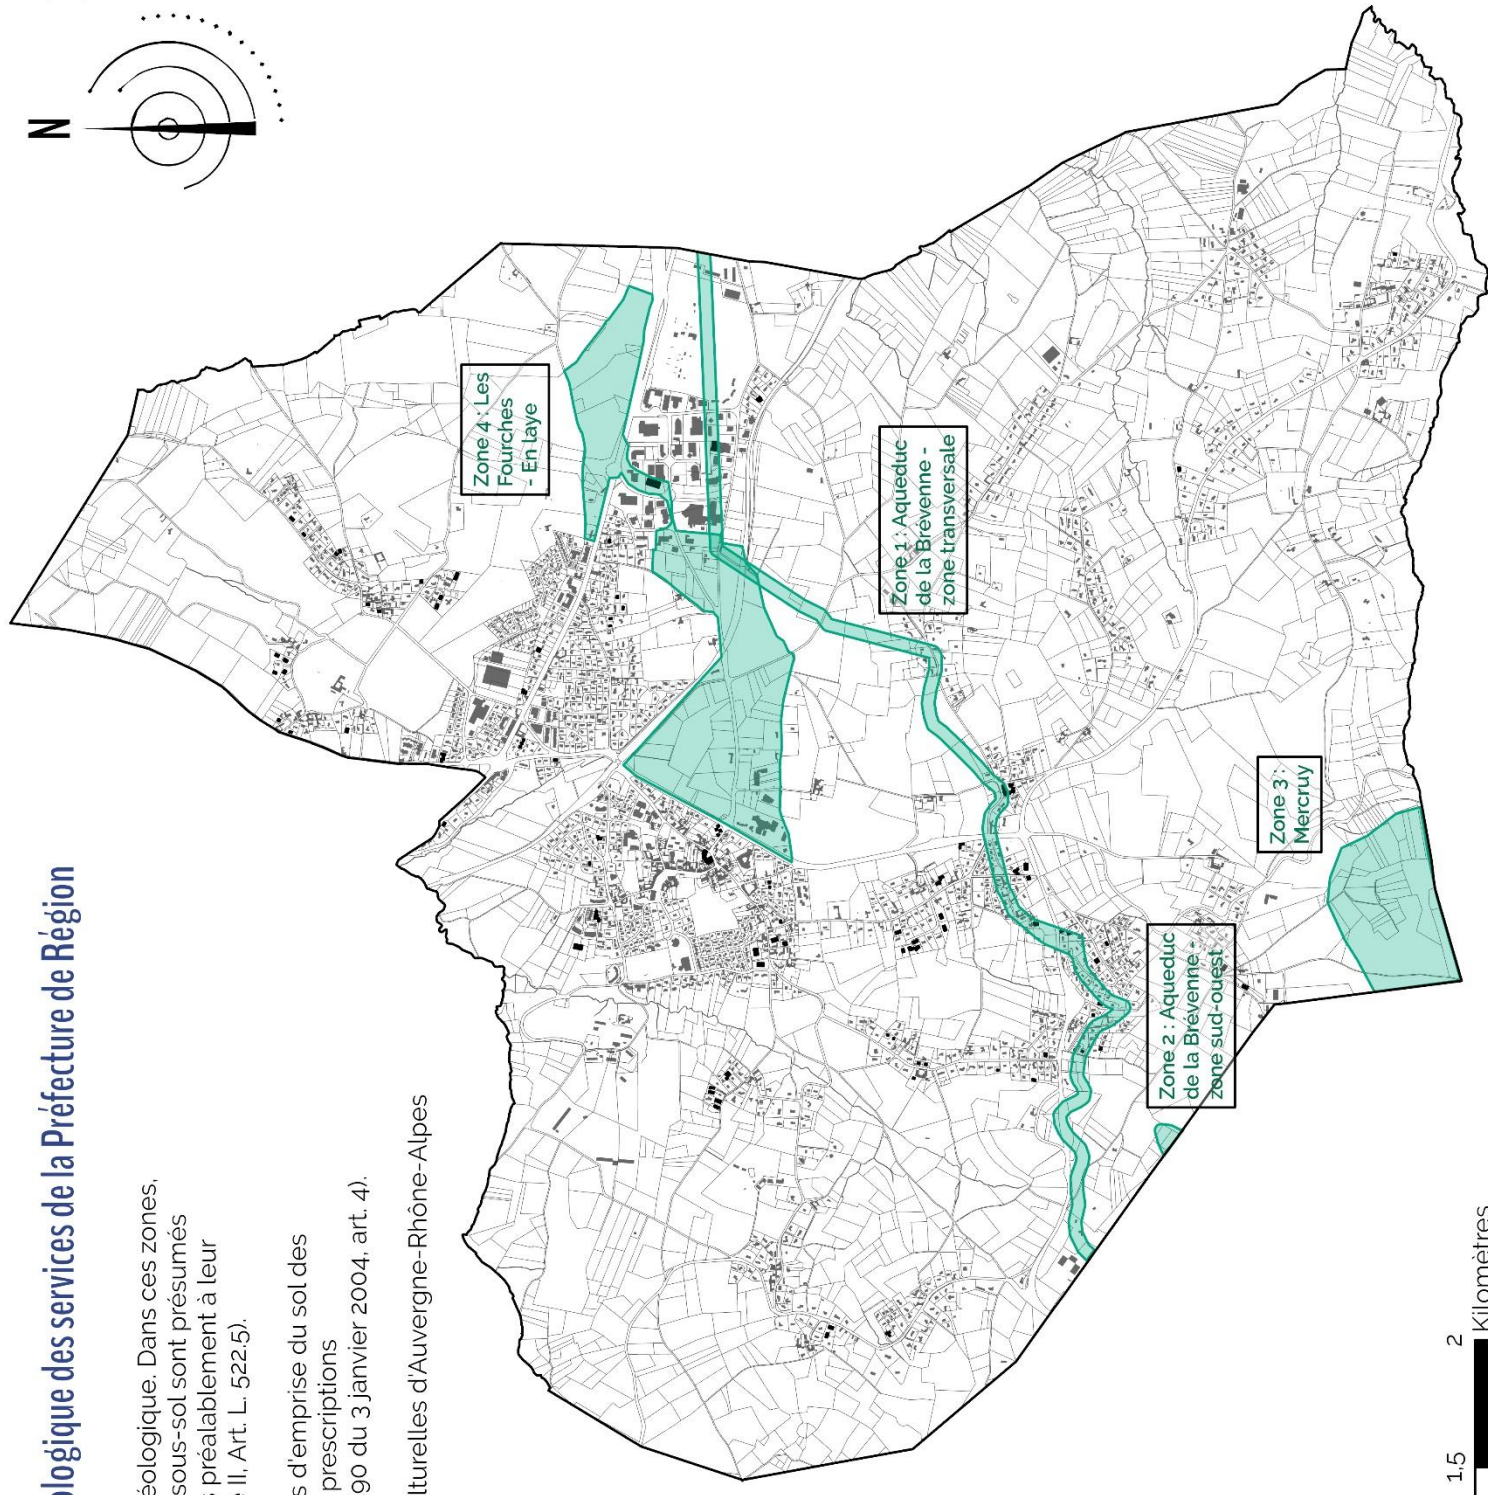 N
ologique des services de la Préfecture de Région
éologique. Dans ces zones,
sous-sol sont présumés
s préalablement à leur
e II, Art. L. 522.5).
s d'emprise du sol des
prescriptions
90 du 3 janvier 2004, art. 4).
lturelles d'Auvergne-Rhône-Alpes
Zone 4 : Les
Fourches
- En laye
Zone 1 : Aqueduc
de la Brévenne -
zone transversale
Zone 3 :
Mercruy
Zone 2 : Aqueduc
de la Brévenne -
zone sud-ouest
1,5
2
Kilomètres